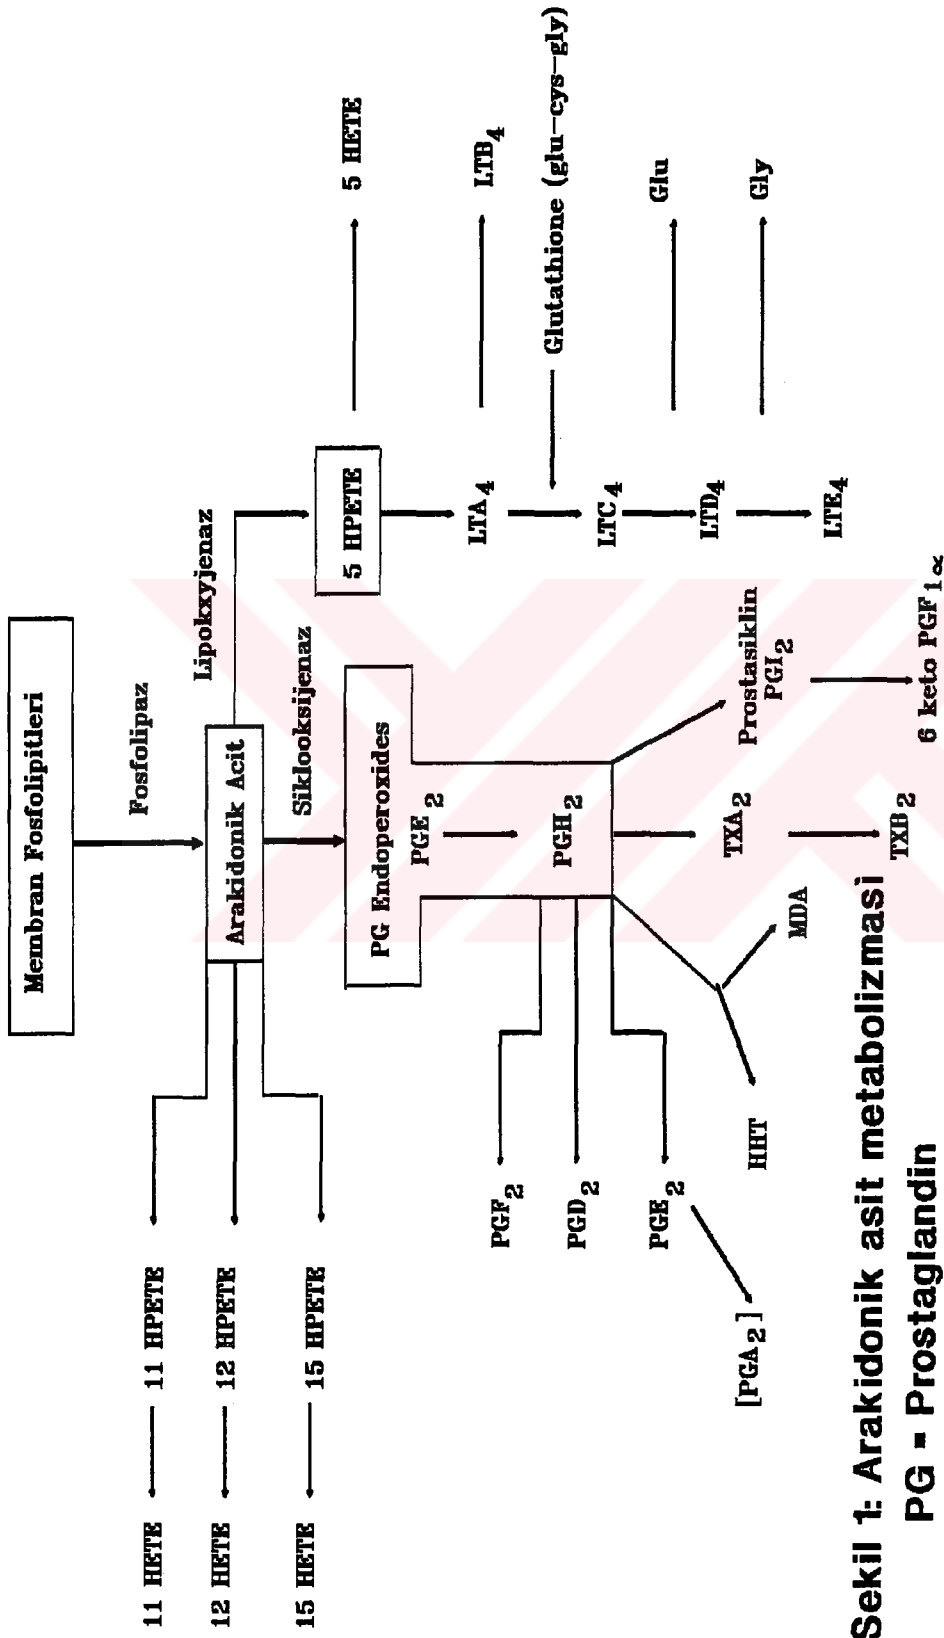 Membran Fosfolipitleri
Fosfolipaz
Lipokxyjenaz
Arakidonik Acit
Siklooksijenaz
11 HETE
11 HPETE
12 HETE
12 HPETE
15 HETE
15 HPETE
5 HPETE
5 HETE
PG Endoperoxides
PGE2
PGH2
LTA4
LTB4
Glutathione (glu-cys-gly)
LTC4
Glu
LTD4
Gly
LTE4
PGF2
PGD2
PGE2
[PGA2]
HHT
MDA
TXA2
TXB2
Prostasiklin
PGI2
6 keto PGF1α
Sekil 1: Arakidonik asit metabolizmasi
PG = Prostaglandin